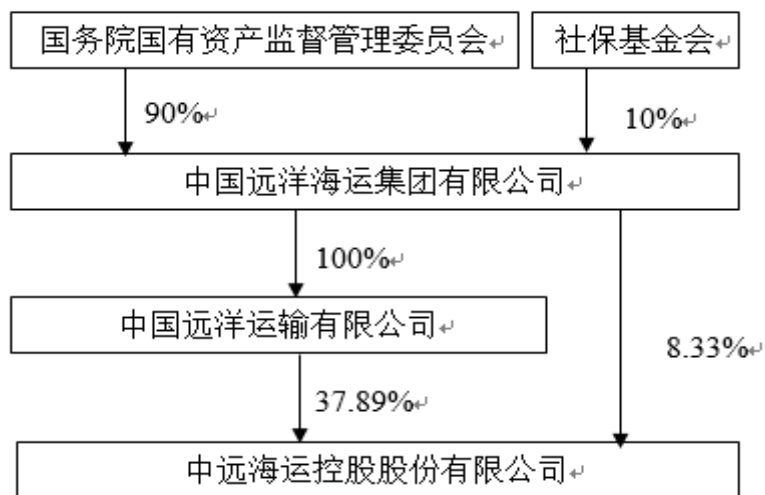 国务院国有资产监督管理委员会
社保基金会
90%
10%
中国远洋海运集团有限公司
100%
中国远洋运输有限公司
8.33%
37.89%
中远海运控股股份有限公司